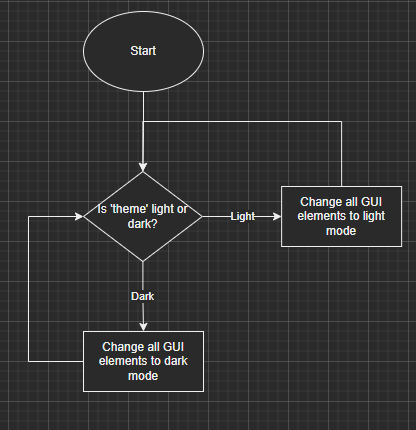 Start
Is 'theme' light or
dark?
Light
Change all GUI
elements to light
mode
Dark
Change all GUI
elements to dark
mode